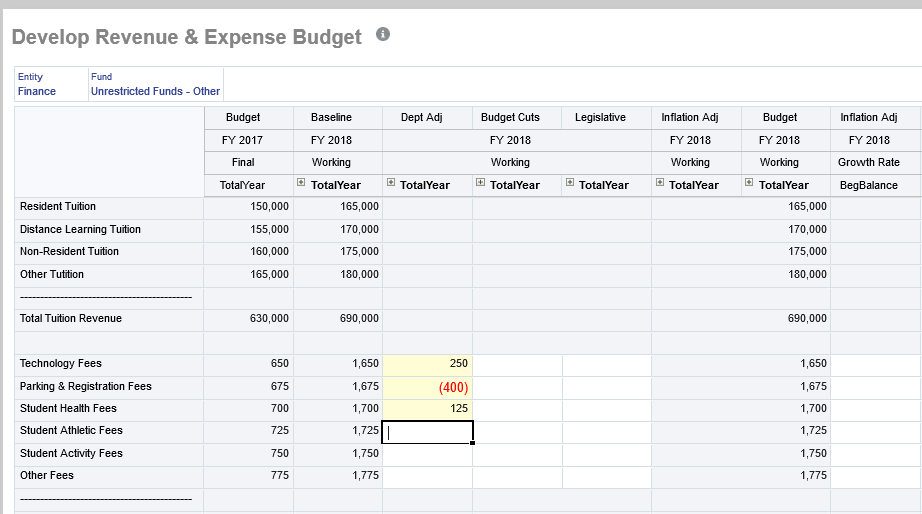 Develop Revenue & Expense Budget
Entity Fund
Finance Unrestricted Funds - Other
Budget Baseline Dept Adj Budget Cuts Legislative Inflation Adj Budget Inflation Adj
FY 2017 FY 2018 FY 2018 FY 2018 FY 2018 FY 2018
Final Working Working Working Working Growth Rate
TotalYear TotalYear TotalYear TotalYear TotalYear TotalYear TotalYear BegBalance
Resident Tuition 150,000 165,000 165,000
Distance Learning Tuition 155,000 170,000 170,000
Non-Resident Tuition 160,000 175,000 175,000
Other Tutition 165,000 180,000 180,000
--------------------------------------------
Total Tuition Revenue 630,000 690,000 690,000
Technology Fees 650 1,650 250 1,650
Parking & Registration Fees 675 1,675 (400) 1,675
Student Health Fees 700 1,700 125 1,700
Student Athletic Fees 725 1,725 1,725
Student Activity Fees 750 1,750 1,750
Other Fees 775 1,775 1,775
--------------------------------------------